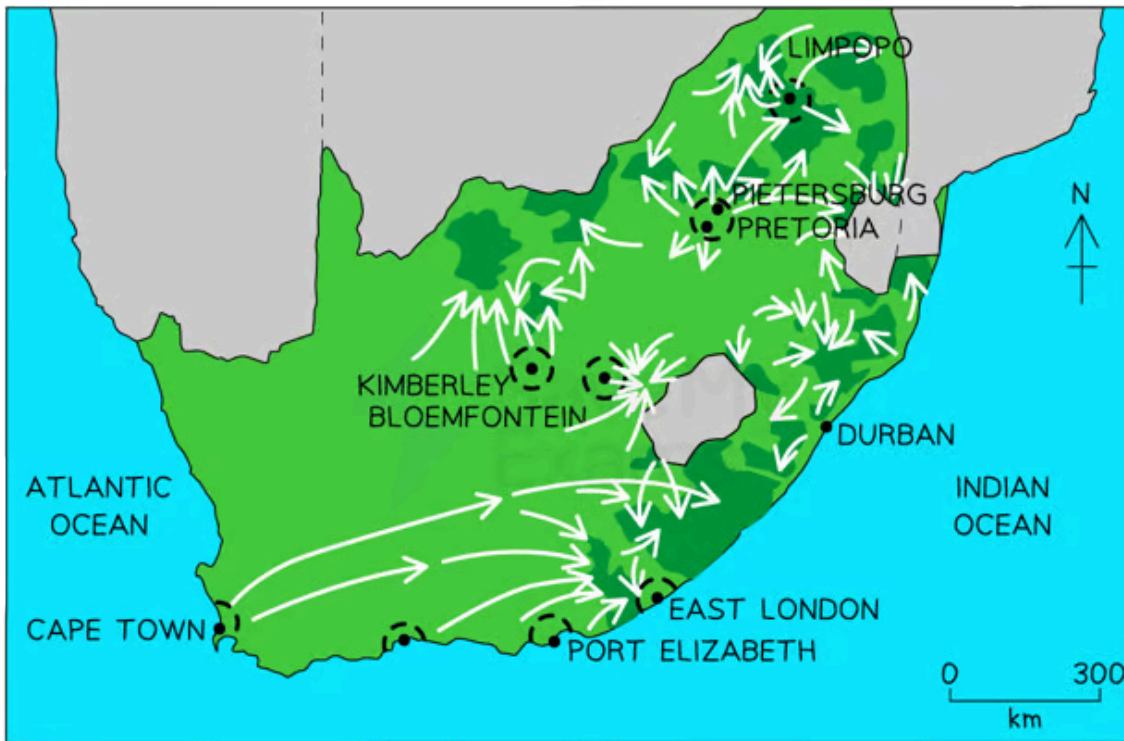 LIMPOPO
PIETERSBURG
PRETORIA
N
KIMBERLEY
BLOEMFONTEIN
DURBAN
ATLANTIC
OCEAN
INDIAN
OCEAN
CAPE TOWN
EAST LONDON
PORT ELIZABETH
0 300
km